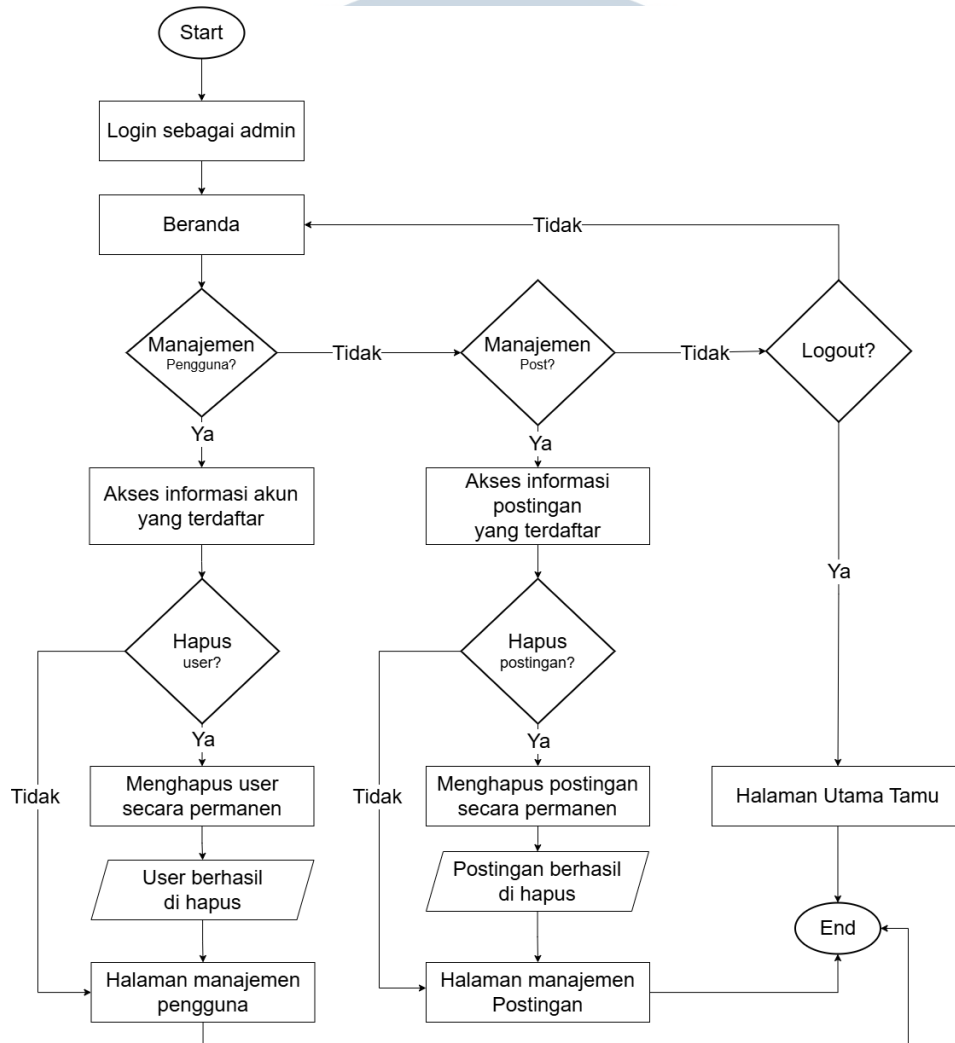 Start
Login sebagai admin
Beranda
Tidak
Manajemen
Pengguna?
Tidak
Manajemen
Post?
Tidak
Logout?
Ya
Ya
Akses informasi akun
yang terdaftar
Akses informasi
postingan
yang terdaftar
Ya
Hapus
user?
Hapus
postingan?
Ya
Ya
Tidak
Menghapus user
secara permanen
Tidak
Menghapus postingan
secara permanen
Halaman Utama Tamu
User berhasil
di hapus
Postingan berhasil
di hapus
End
Halaman manajemen
pengguna
Halaman manajemen
Postingan